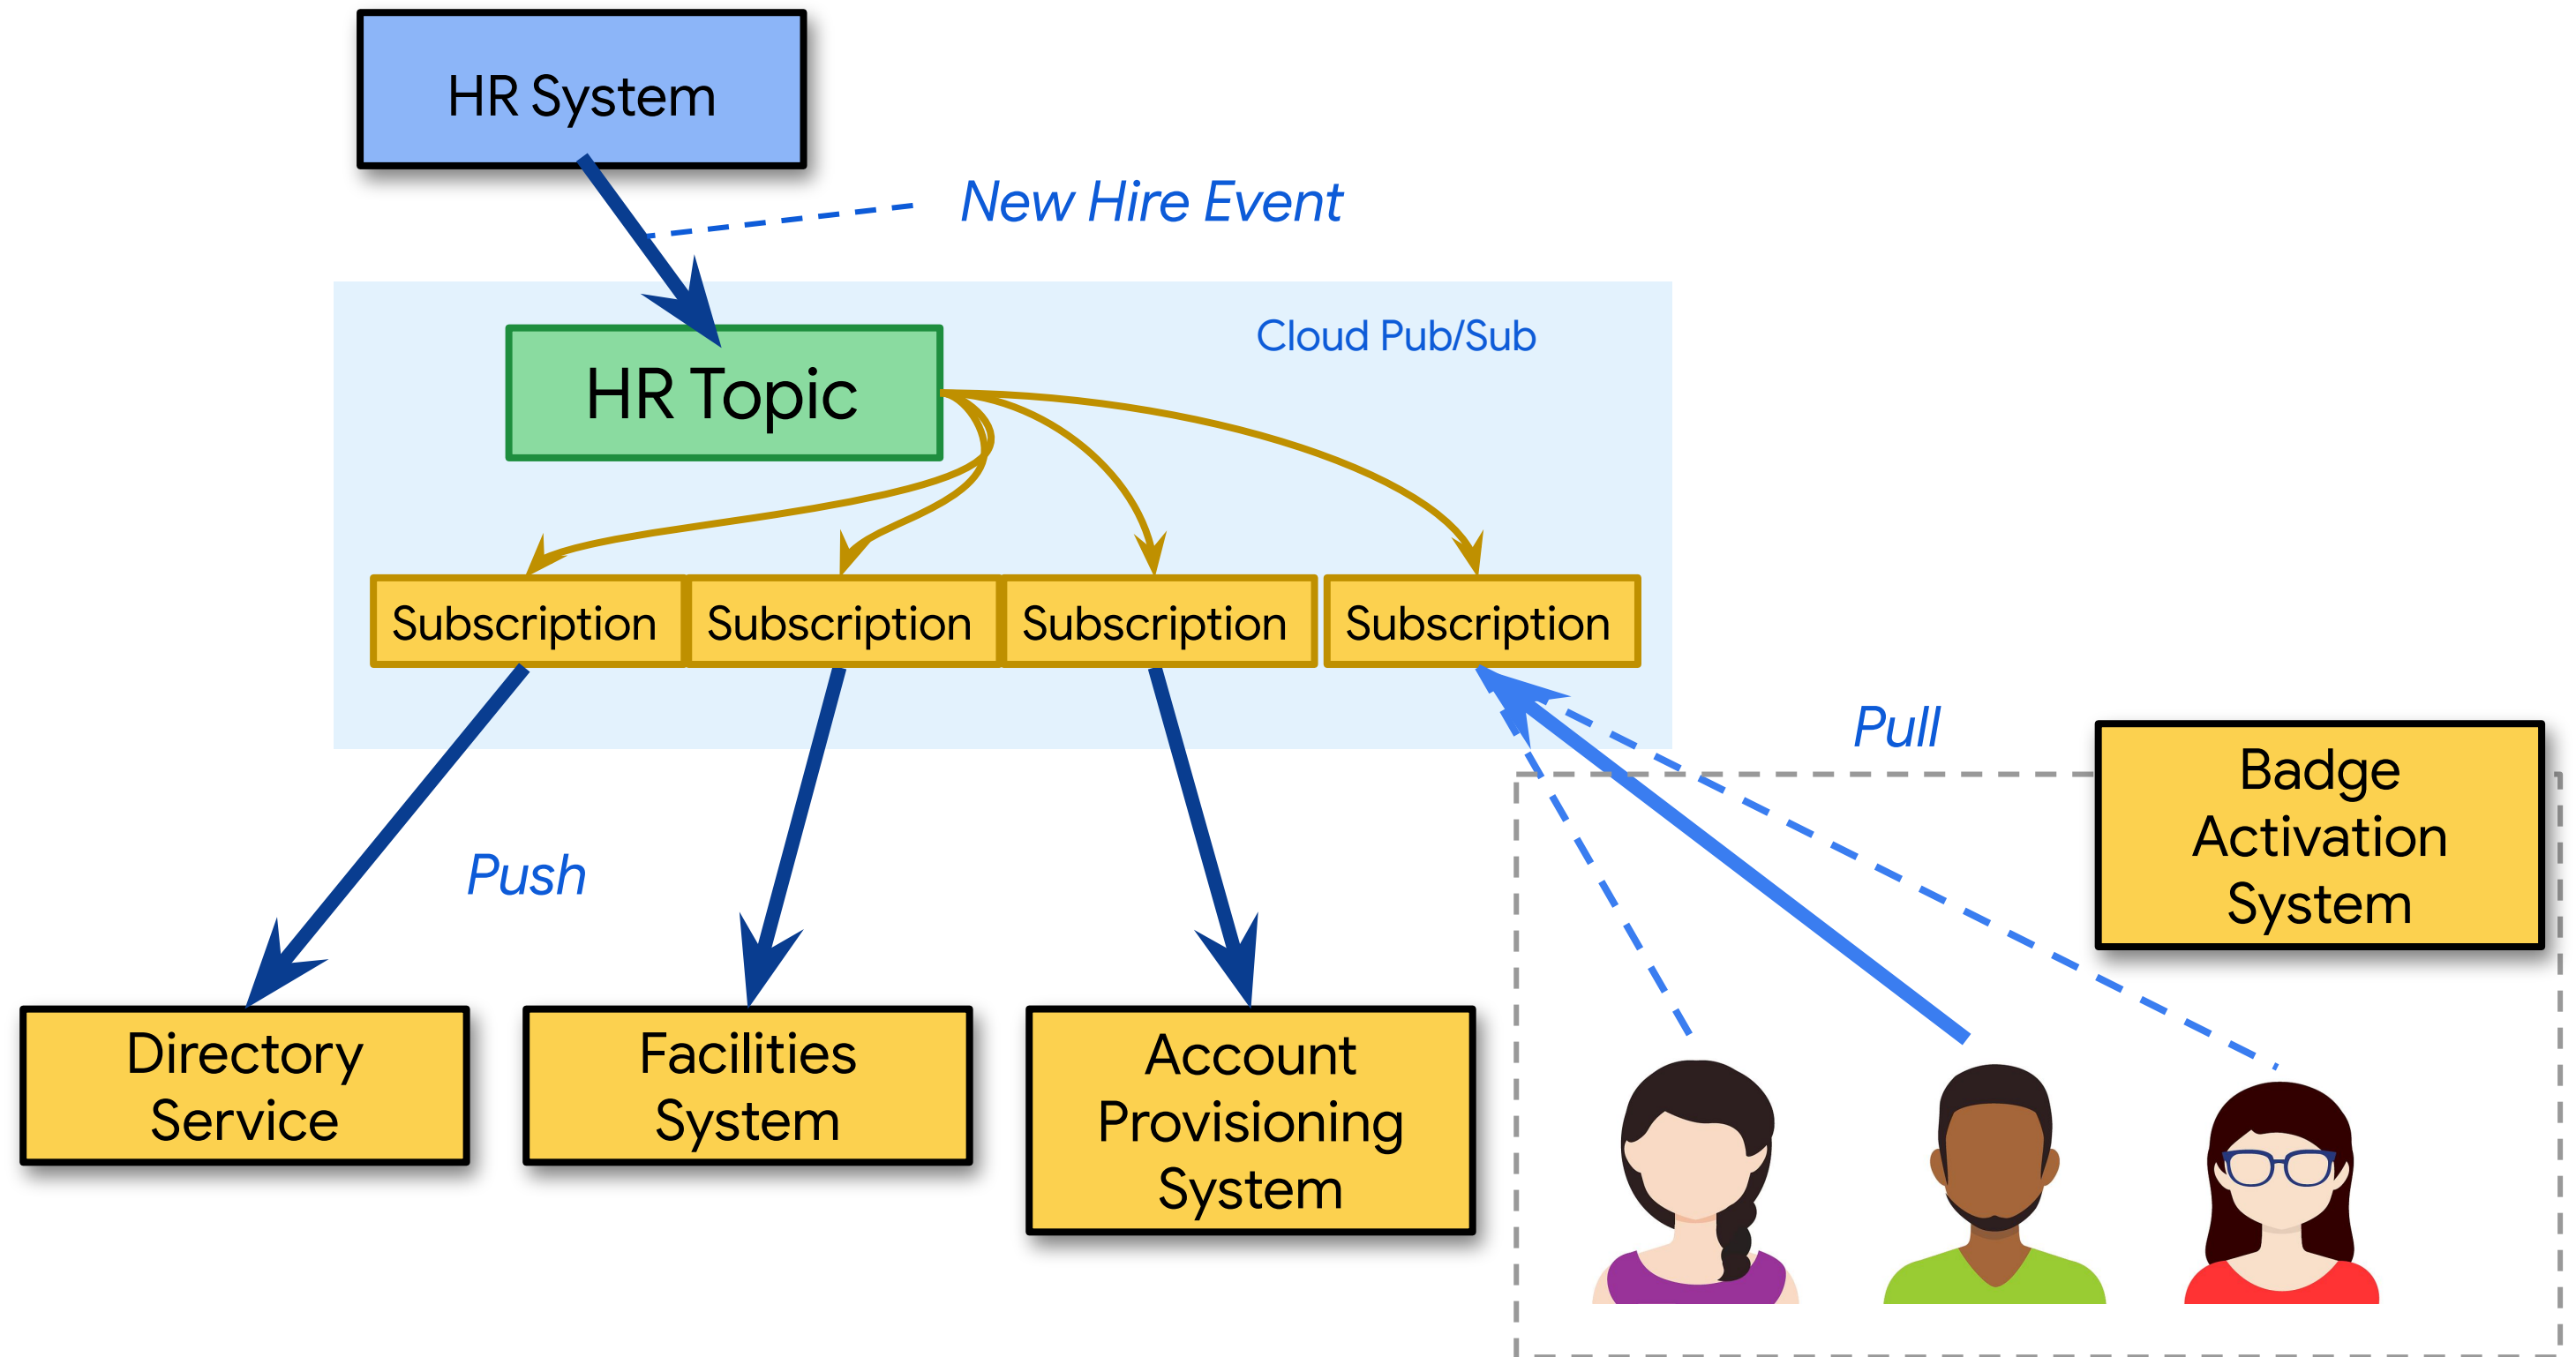 HR System
New Hire Event
Cloud Pub/Sub
HR Topic
Subscription
Subscription
Subscription
Subscription
Pull
Badge
Activation
System
Push
Directory
Service
Facilities
System
Account
Provisioning
System